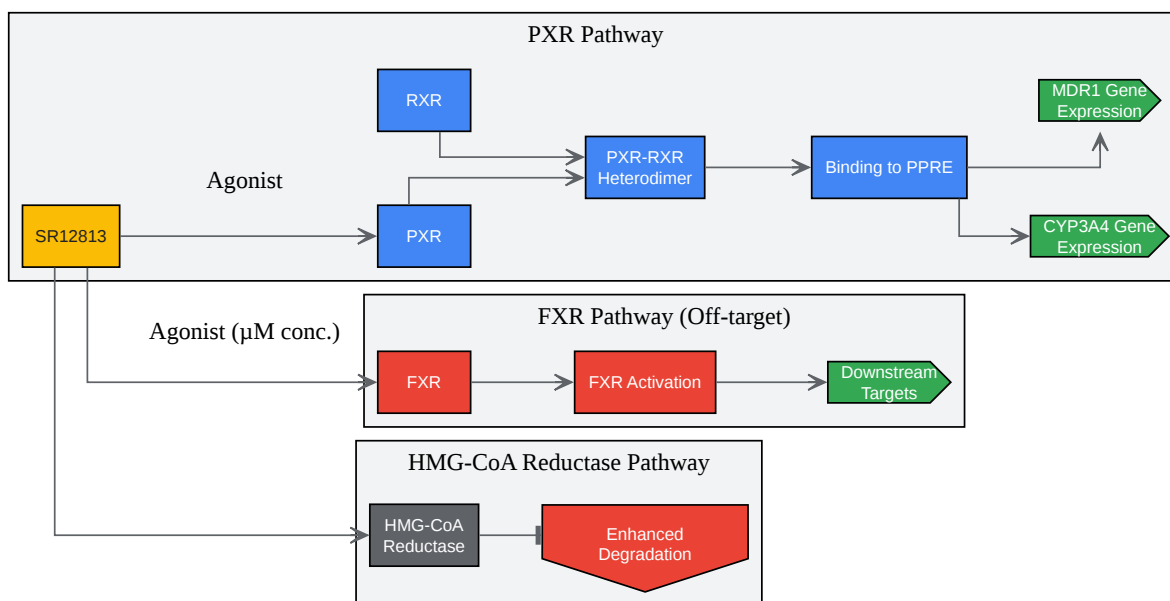 PXR Pathway
RXR
MDR1 Gene
Expression
PXR-RXR
Heterodimer
Binding to PPRE
Agonist
SR12813
PXR
CYP3A4 Gene
Expression
FXR Pathway (Off-target)
Agonist (µM conc.)
FXR
FXR Activation
Downstream
Targets
HMG-CoA Reductase Pathway
HMG-CoA
Reductase
Enhanced
Degradation